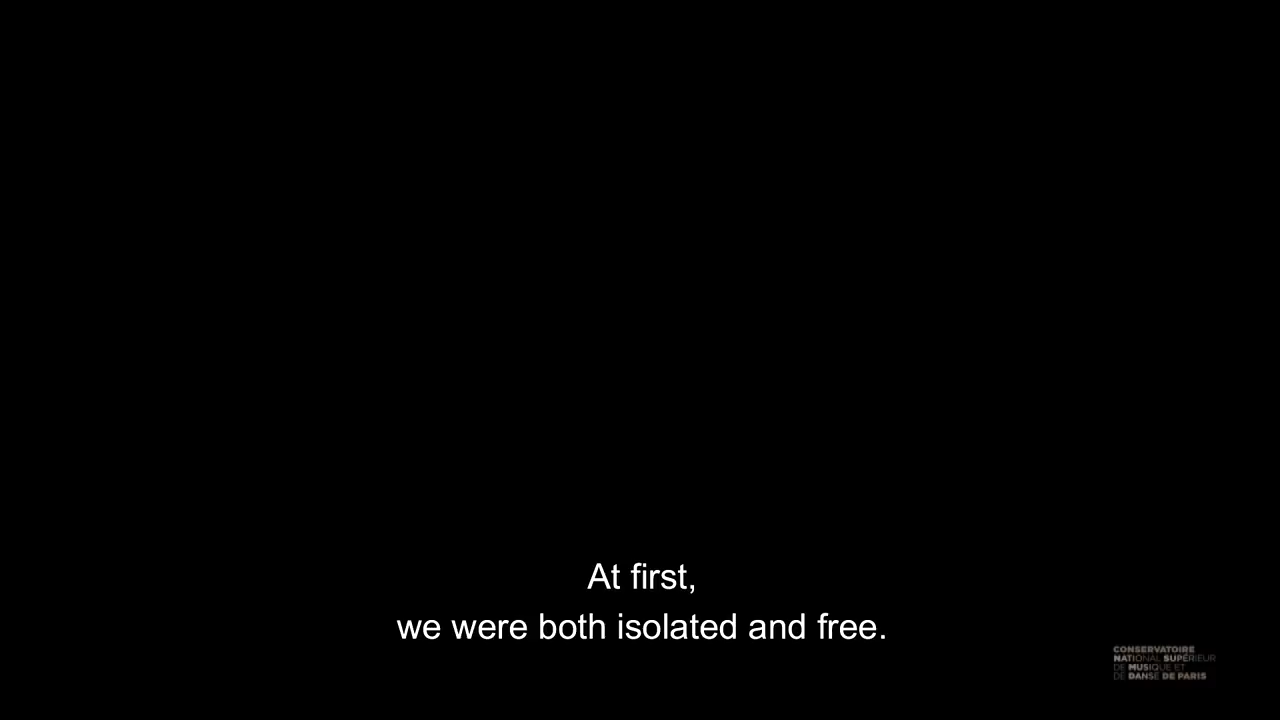 At first,
we were both isolated and free.
CONSERVATOIRE
NATIONAL SUPÉRIEUR
DE MUSIQUE ET
DE DANSE DE PARIS